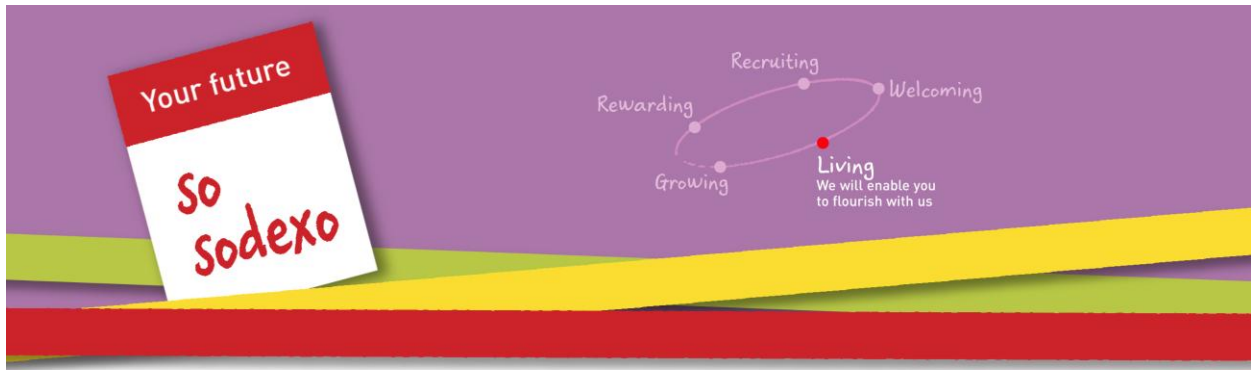 Your future
so
sodexo
Recruiting
Welcoming
Rewarding
Living
We will enable you
to flourish with us
Growing